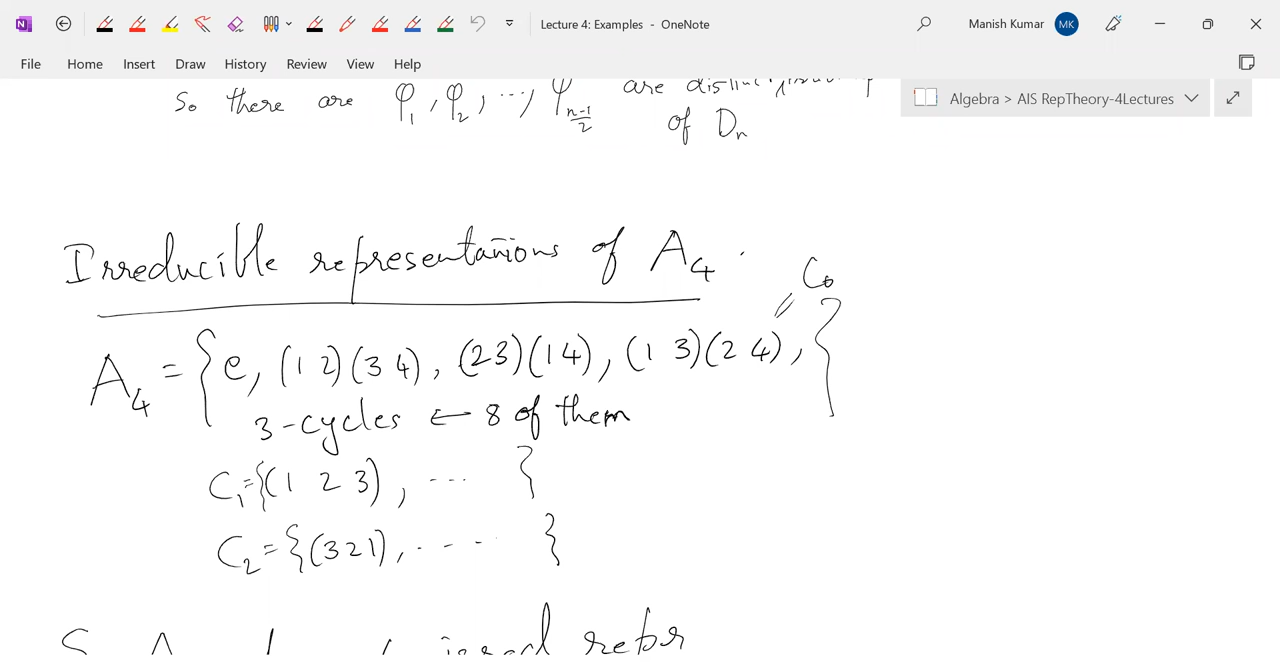 Lecture 4: Examples - OneNote
Manish Kumar MK
File Home Insert Draw History Review View Help
Algebra > AIS RepTheory-4Lectures
So there are φ₁, φ₂, ..., φ_{(n-1)/2} are
of Dₙ
Irreducible representations of A₄.
C₀
A₄ = {e, (1 2)(3 4), (2 3)(1 4), (1 3)(2 4), }
3-cycles ← 8 of them
C₁ = {(1 2 3), ... }
C₂ = {(3 2 1), ..... }
irred repr